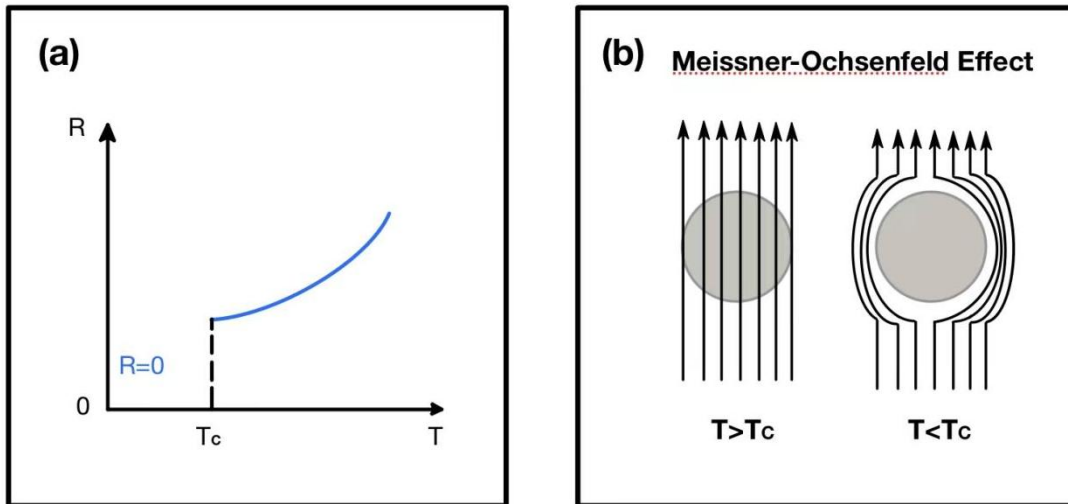 (a)
R
R=0
0
Tc
T
(b) Meissner-Ochsenfeld Effect
T>Tc
T<Tc